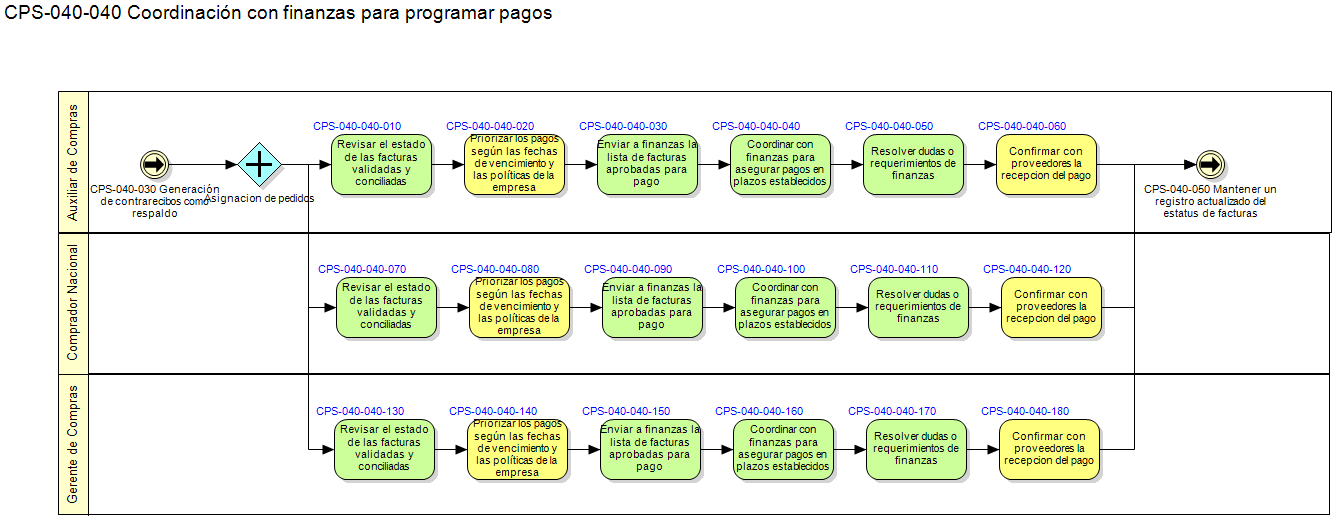 CPS-040-040 Coordinación con finanzas para programar pagos
Auxiliar de Compras
CPS-040-030 Generación
de contrarecibos como
respaldo
Asignacion de pedidos
CPS-040-040-010
Revisar el estado
de las facturas
validadas y
conciliadas
CPS-040-040-020
Priorizar los pagos
según las fechas
de vencimiento y
las políticas de la
empresa
CPS-040-040-030
Enviar a finanzas la
lista de facturas
aprobadas para
pago
CPS-040-040-040
Coordinar con
finanzas para
asegurar pagos en
plazos establecidos
CPS-040-040-050
Resolver dudas o
requerimientos de
finanzas
CPS-040-040-060
Confirmar con
proveedores la
recepcion del pago
CPS-040-050 Mantener un
registro actualizado del
estatus de facturas
Comprador Nacional
CPS-040-040-070
Revisar el estado
de las facturas
validadas y
conciliadas
CPS-040-040-080
Priorizar los pagos
según las fechas
de vencimiento y
las políticas de la
empresa
CPS-040-040-090
Enviar a finanzas la
lista de facturas
aprobadas para
pago
CPS-040-040-100
Coordinar con
finanzas para
asegurar pagos en
plazos establecidos
CPS-040-040-110
Resolver dudas o
requerimientos de
finanzas
CPS-040-040-120
Confirmar con
proveedores la
recepcion del pago
Gerente de Compras
CPS-040-040-130
Revisar el estado
de las facturas
validadas y
conciliadas
CPS-040-040-140
Priorizar los pagos
según las fechas
de vencimiento y
las políticas de la
empresa
CPS-040-040-150
Enviar a finanzas la
lista de facturas
aprobadas para
pago
CPS-040-040-160
Coordinar con
finanzas para
asegurar pagos en
plazos establecidos
CPS-040-040-170
Resolver dudas o
requerimientos de
finanzas
CPS-040-040-180
Confirmar con
proveedores la
recepcion del pago